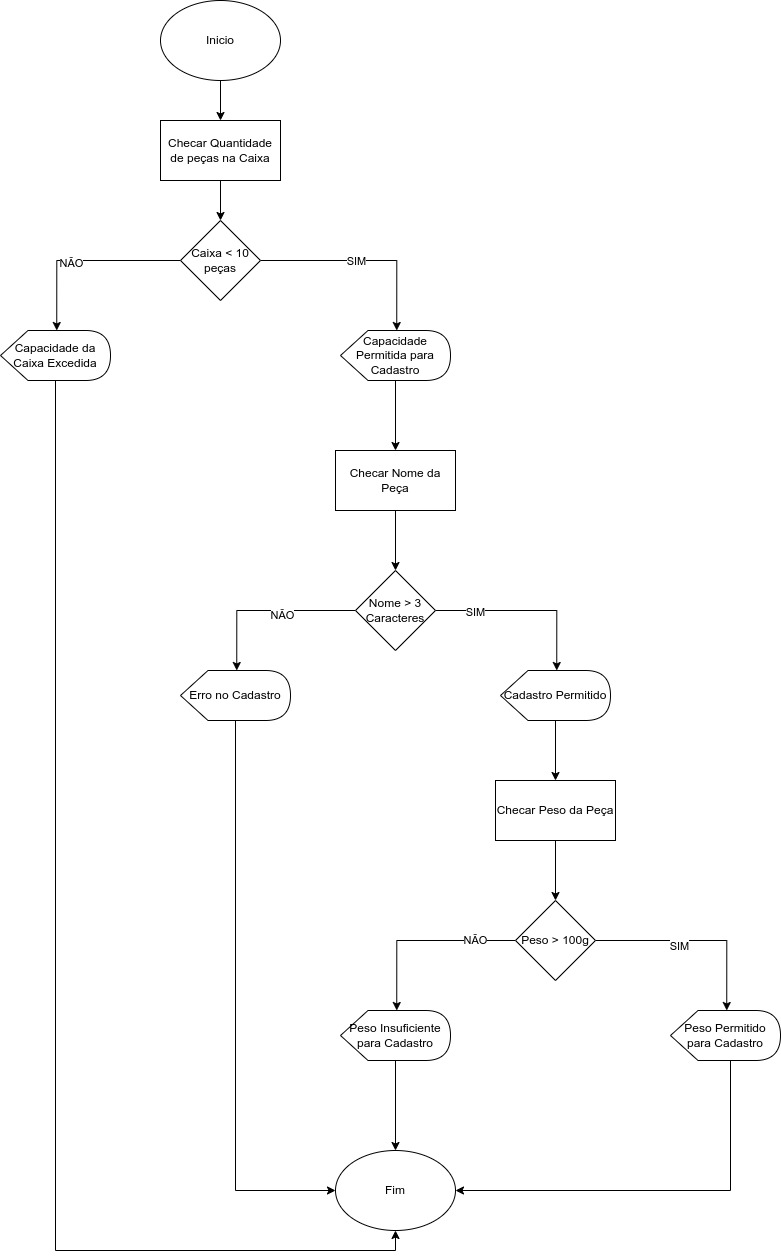 Inicio
Checar Quantidade
de peças na Caixa
Caixa < 10
peças
NÃO
SIM
Capacidade da
Caixa Excedida
Capacidade
Permitida para
Cadastro
Checar Nome da
Peça
Nome > 3
Caracteres
NÃO
SIM
Erro no Cadastro
Cadastro Permitido
Checar Peso da Peça
Peso > 100g
NÃO
SIM
Peso Insuficiente
para Cadastro
Peso Permitido
para Cadastro
Fim